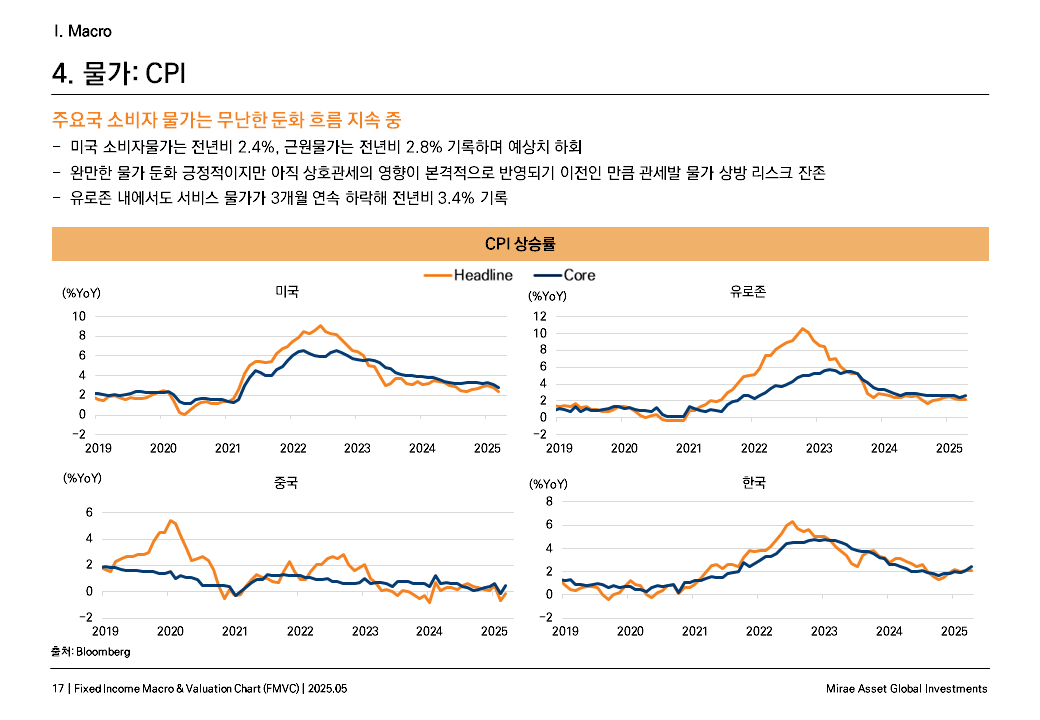 I. Macro
4. 물가: CPI
주요국 소비자 물가는 무난한 둔화 흐름 지속 중
− 미국 소비자물가는 전년비 2.4%, 근원물가는 전년비 2.8% 기록하며 예상치 하회
− 완만한 물가 둔화 긍정적이지만 아직 상호관세의 영향이 본격적으로 반영되기 이전인 만큼 관세발 물가 상방 리스크 잔존
− 유로존 내에서도 서비스 물가가 3개월 연속 하락해 전년비 3.4% 기록
CPI 상승률
Headline Core
(%YoY) 미국
10
8
6
4
2
0
−2
2019 2020 2021 2022 2023 2024 2025
(%YoY) 유로존
12
10
8
6
4
2
0
−2
2019 2020 2021 2022 2023 2024 2025
(%YoY) 중국
6
4
2
0
−2
2019 2020 2021 2022 2023 2024 2025
(%YoY) 한국
8
6
4
2
0
−2
2019 2020 2021 2022 2023 2024 2025
출처: Bloomberg
17 | Fixed Income Macro & Valuation Chart (FMVC) | 2025.05
Mirae Asset Global Investments